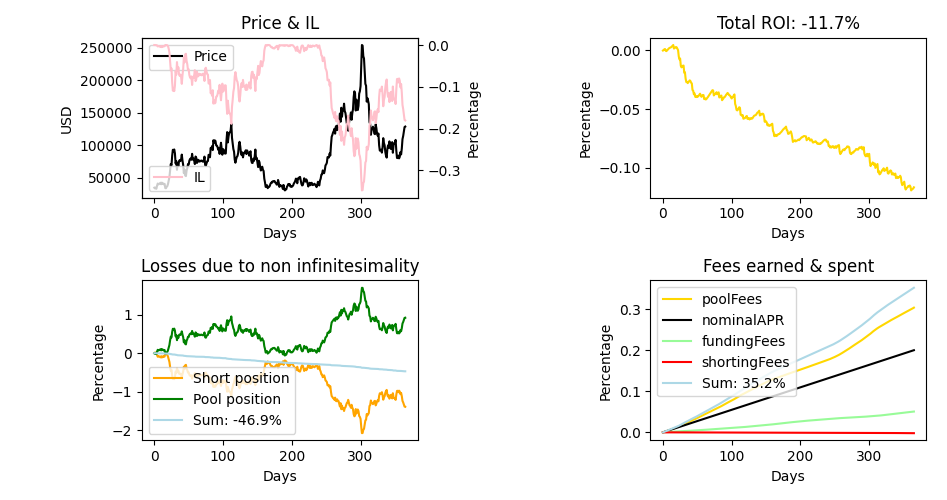 Price & IL
250000
200000
150000
100000
50000
USD
Price
IL
0.0
−0.1
−0.2
−0.3
Percentage
0
100
200
300
Days
Total ROI: -11.7%
0.00
−0.05
−0.10
Percentage
0
100
200
300
Days
Losses due to non infinitesimality
1
0
−1
−2
Percentage
Short position
Pool position
Sum: -46.9%
0
100
200
300
Days
Fees earned & spent
0.3
0.2
0.1
0.0
Percentage
poolFees
nominalAPR
fundingFees
shortingFees
Sum: 35.2%
0
100
200
300
Days